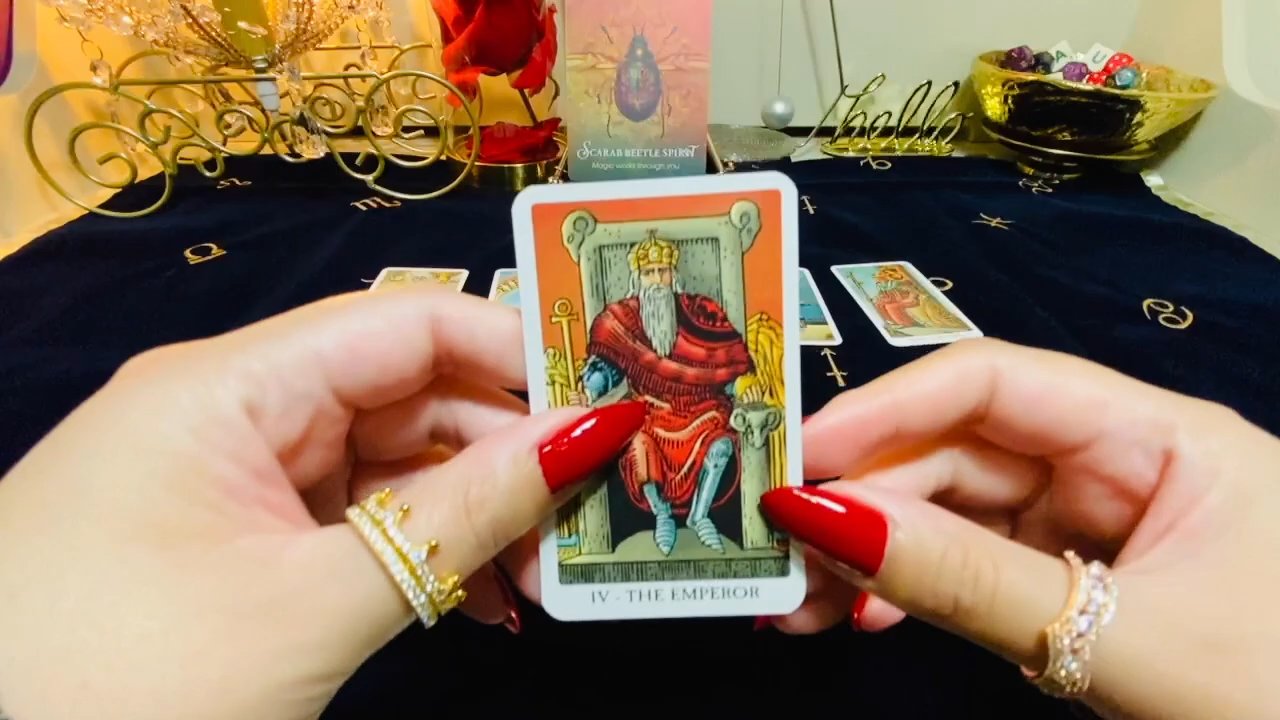 SCARAB BEETLE SPIRIT
Magic works through you
hello
A U
IV - THE EMPEROR